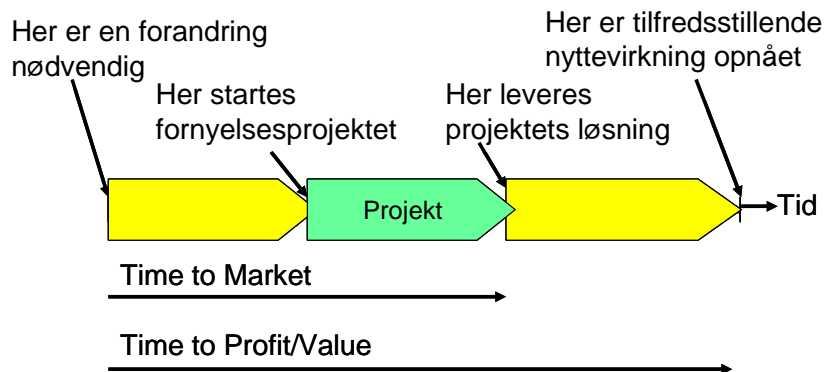 Her er en forandring
nødvendig
Her er tilfredsstillende
nyttevirkning opnået
Her startes
fornyelsesprojektet
Her leveres
projektets løsning
Projekt
Tid
Time to Market
Time to Profit/Value